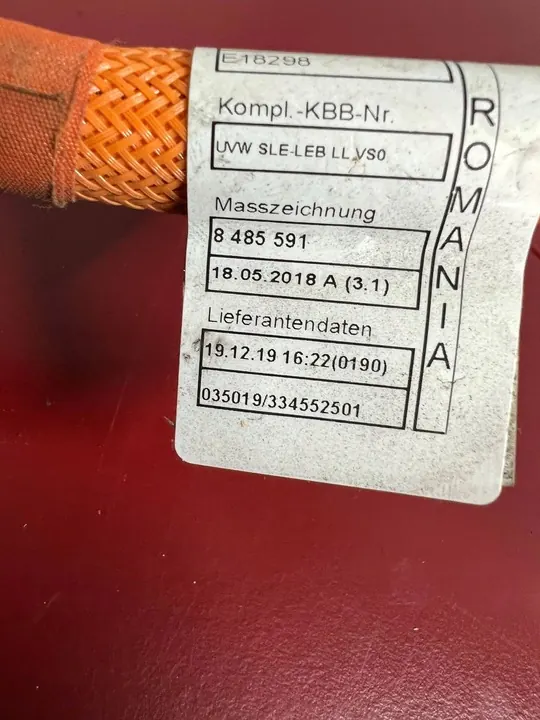 E18298
Kompl.-KBB-Nr.
UVW SLE-LEB LL,VS0
Masszeichnung
8 485 591
18.05.2018 A (3.1)
Lieferantendaten
19.12.19 16:22(0190)
035019/334552501
ROMANIA